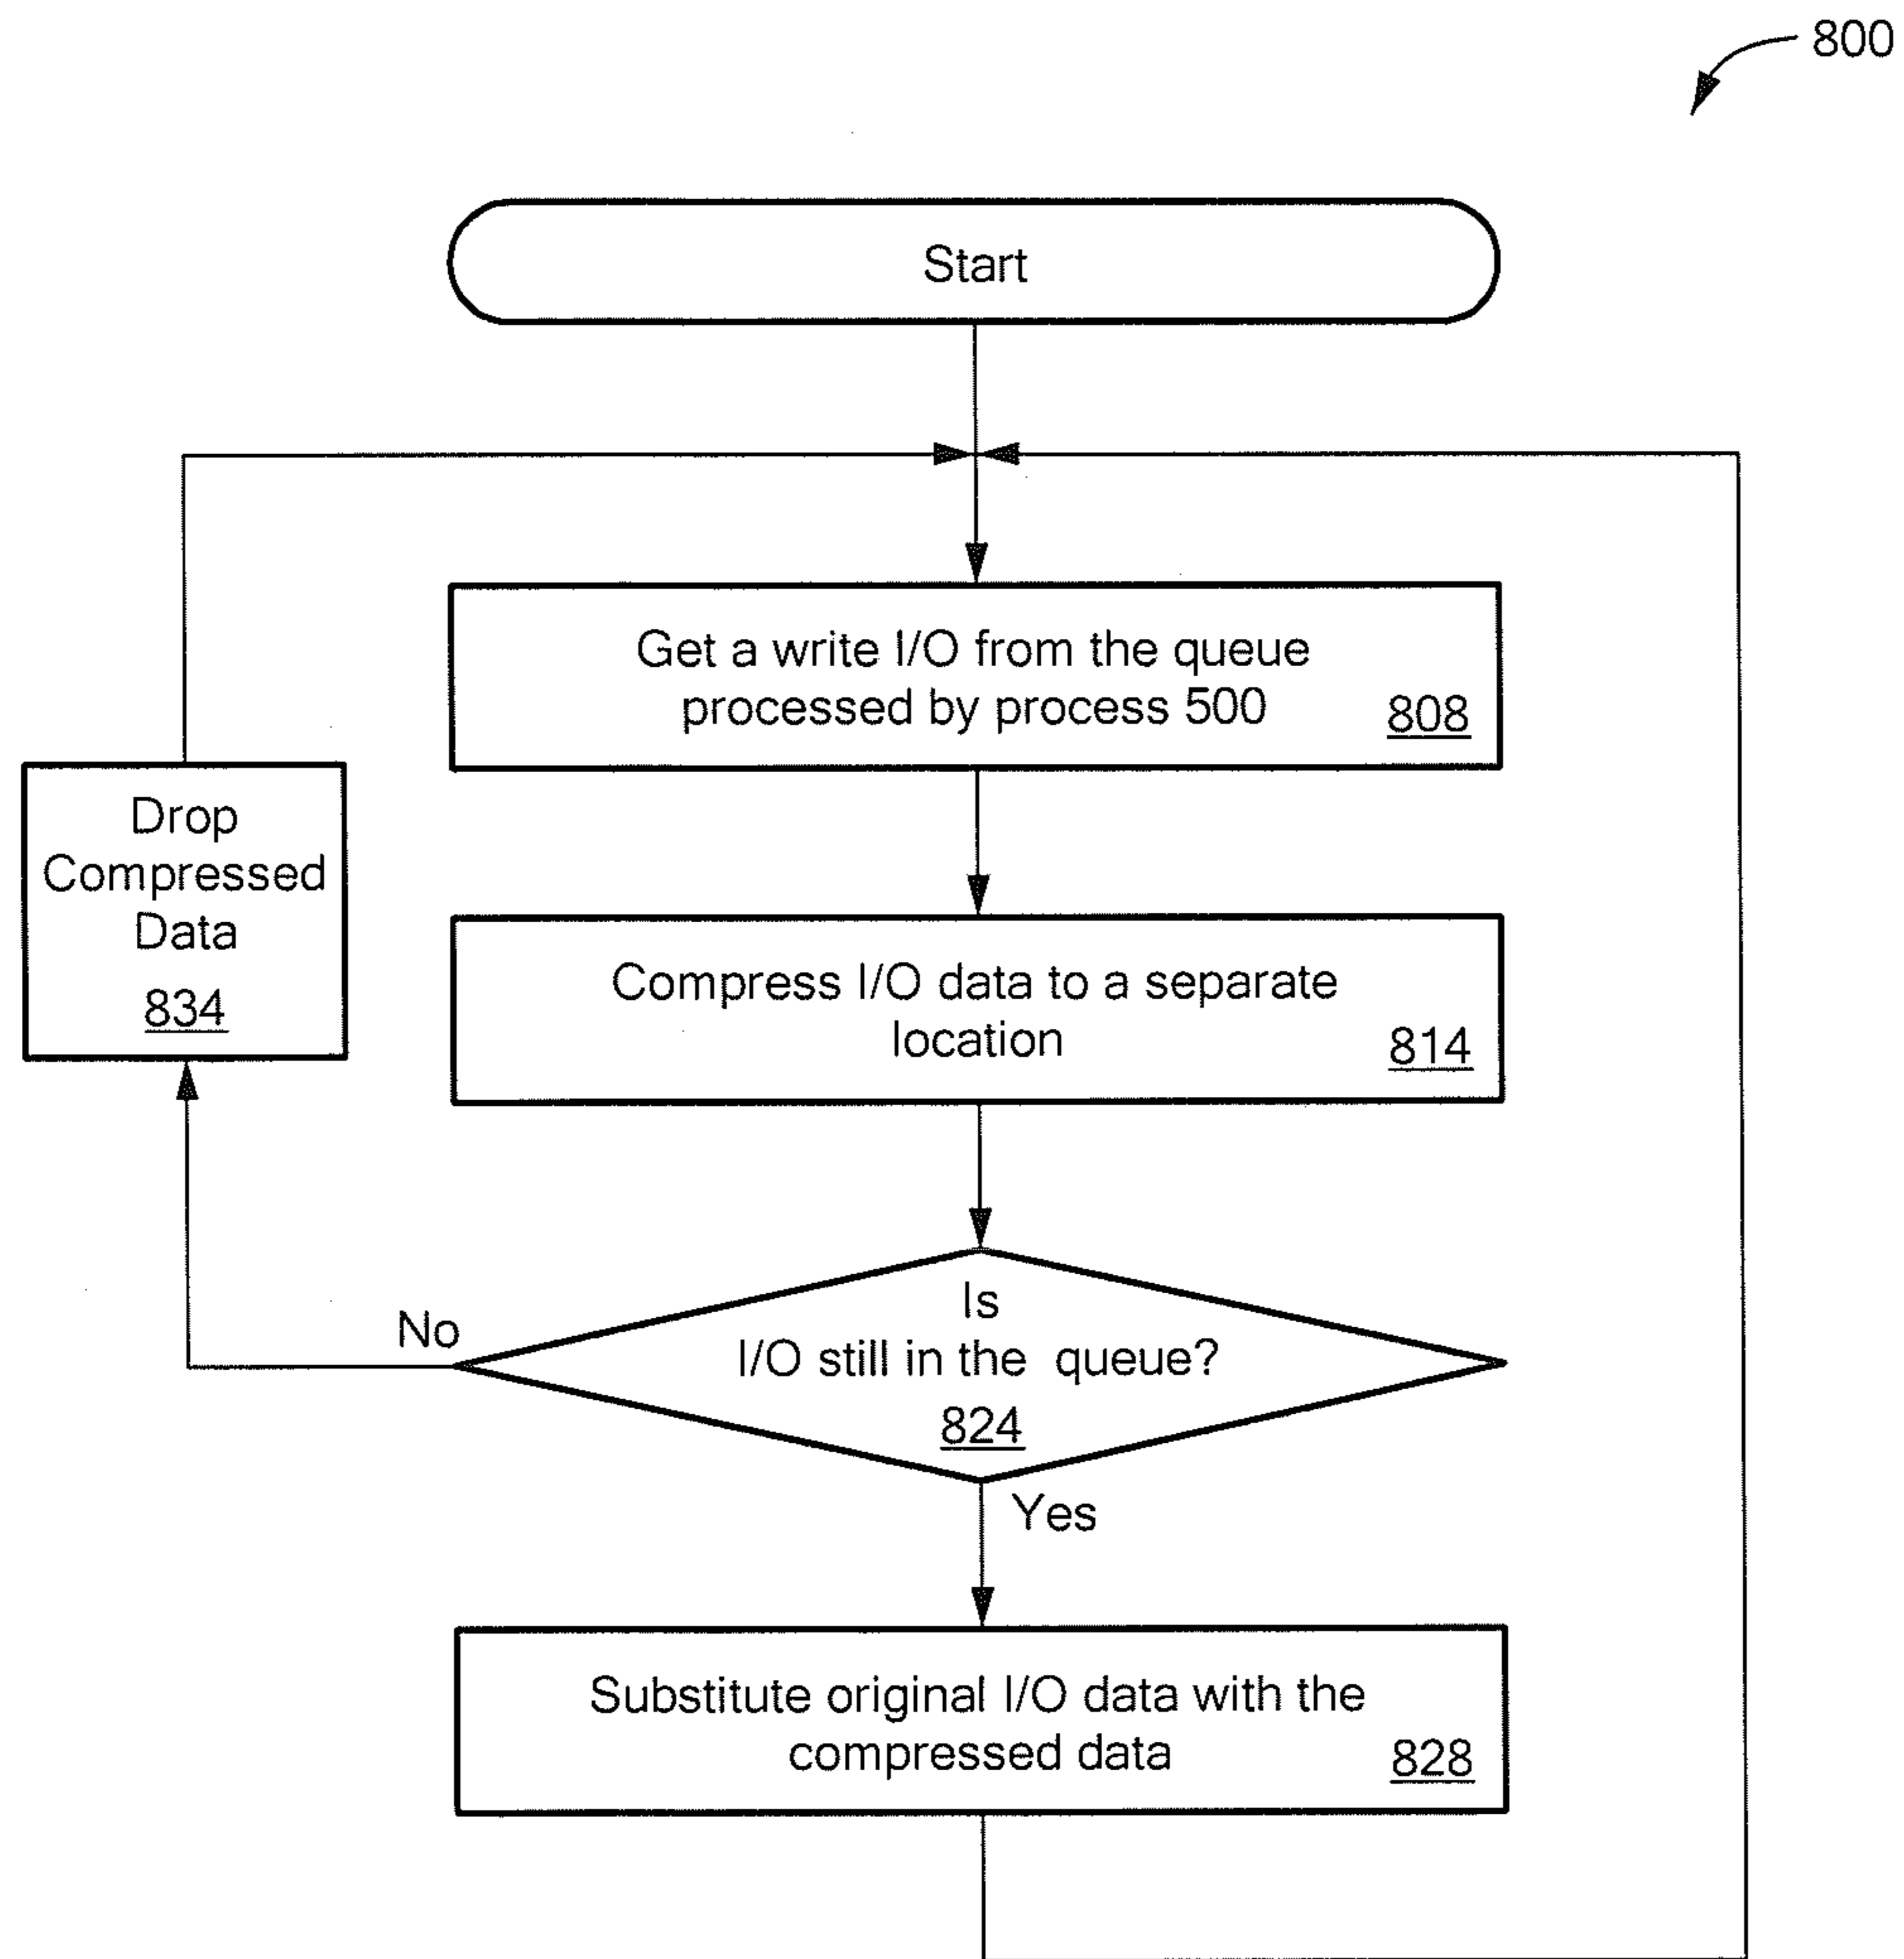 800
Start
Get a write I/O from the queue
processed by process 500
808
Drop
Compressed
Data
834
Compress I/O data to a separate
location
814
Is
I/O still in the queue?
824
No
Yes
Substitute original I/O data with the
compressed data
828